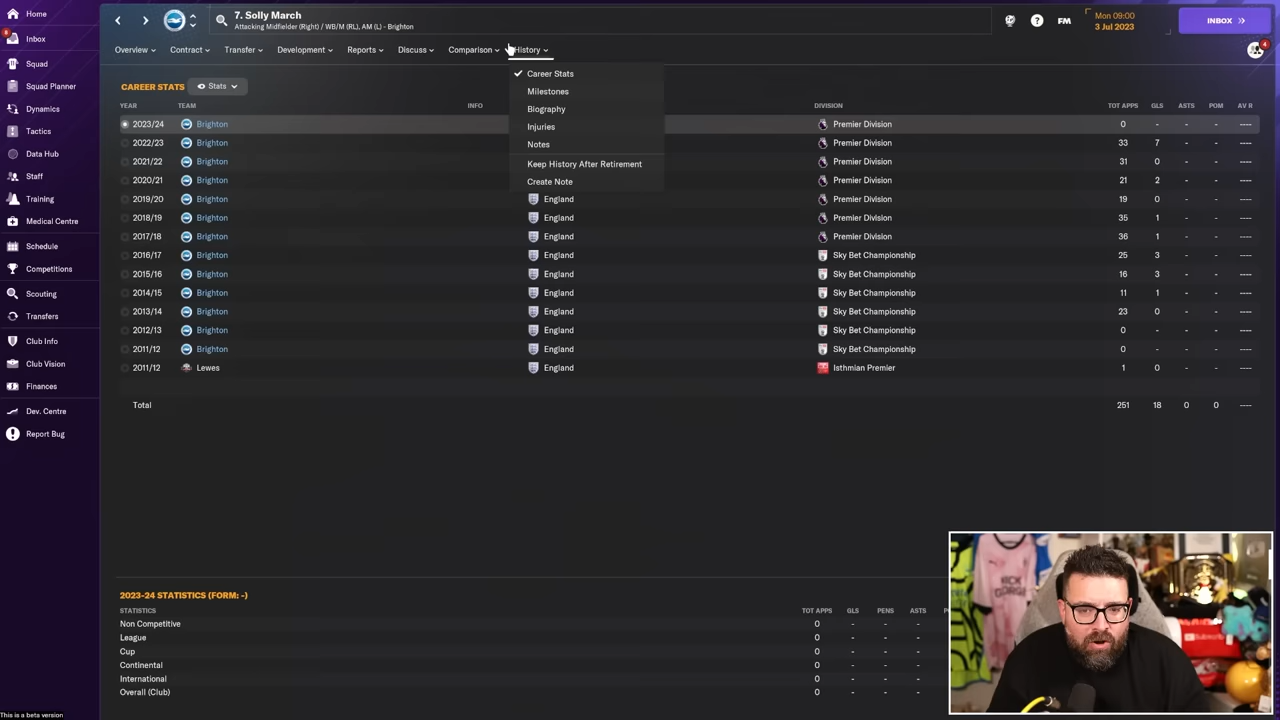 Home
7. Solly March
Attacking Midfielder (Right) / WB/M (RL), AM (L) - Brighton
FM
Mon 09:00
3 Jul 2023
INBOX
8
Inbox
Squad
Squad Planner
Dynamics
Tactics
Data Hub
Staff
Training
Medical Centre
Schedule
Competitions
Scouting
Transfers
Club Info
Club Vision
Finances
Dev. Centre
Report Bug
Overview Contract Transfer Development Reports Discuss Comparison History
4
Career Stats
Milestones
Biography
Injuries
Notes
Keep History After Retirement
Create Note
CAREER STATS Stats
YEAR TEAM INFO DIVISION TOT APPS GLS ASTS POM AV R
2023/24 Brighton Premier Division 0 - - - ----
2022/23 Brighton Premier Division 33 7 - - ----
2021/22 Brighton Premier Division 31 0 - - ----
2020/21 Brighton Premier Division 21 2 - - ----
2019/20 Brighton England Premier Division 19 0 - - ----
2018/19 Brighton England Premier Division 35 1 - - ----
2017/18 Brighton England Premier Division 36 1 - - ----
2016/17 Brighton England Sky Bet Championship 25 3 - - ----
2015/16 Brighton England Sky Bet Championship 16 3 - - ----
2014/15 Brighton England Sky Bet Championship 11 1 - - ----
2013/14 Brighton England Sky Bet Championship 23 0 - - ----
2012/13 Brighton England Sky Bet Championship 0 - - - ----
2011/12 Brighton England Sky Bet Championship 0 - - - ----
2011/12 Lewes England Isthmian Premier 1 0 - - ----
Total 251 18 0 0 ----
2023-24 STATISTICS (FORM: -)
STATISTICS TOT APPS GLS PENS ASTS
Non Competitive 0 - - -
League 0 - - -
Cup 0 - - -
Continental 0 - - -
International 0 - - -
Overall (Club) 0 - - -
This is a beta version